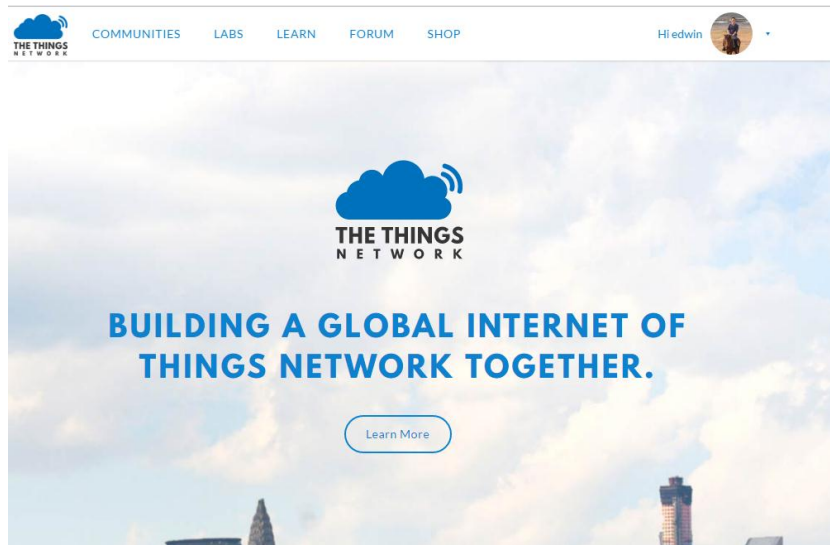 THE THINGS
NETWORK
COMMUNITIES LABS LEARN FORUM SHOP Hi edwin
THE THINGS
NETWORK
BUILDING A GLOBAL INTERNET OF
THINGS NETWORK TOGETHER.
Learn More